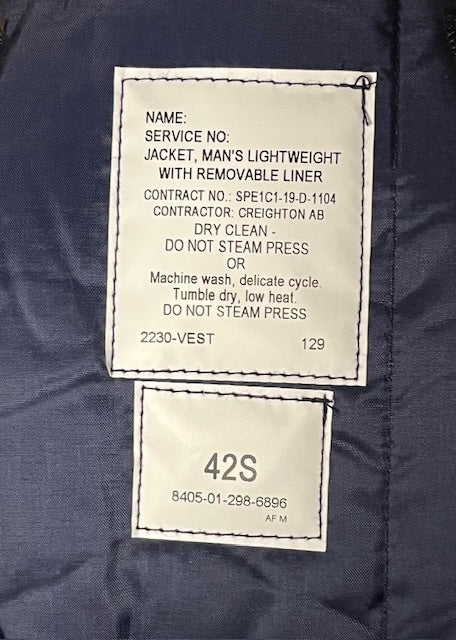 NAME:
SERVICE NO:
JACKET, MAN'S LIGHTWEIGHT
WITH REMOVABLE LINER
CONTRACT NO.: SPE1C1-19-D-1104
CONTRACTOR: CREIGHTON AB
DRY CLEAN -
DO NOT STEAM PRESS
OR
Machine wash, delicate cycle.
Tumble dry, low heat.
DO NOT STEAM PRESS
2230-VEST 129
42S
8405-01-298-6896
AF M